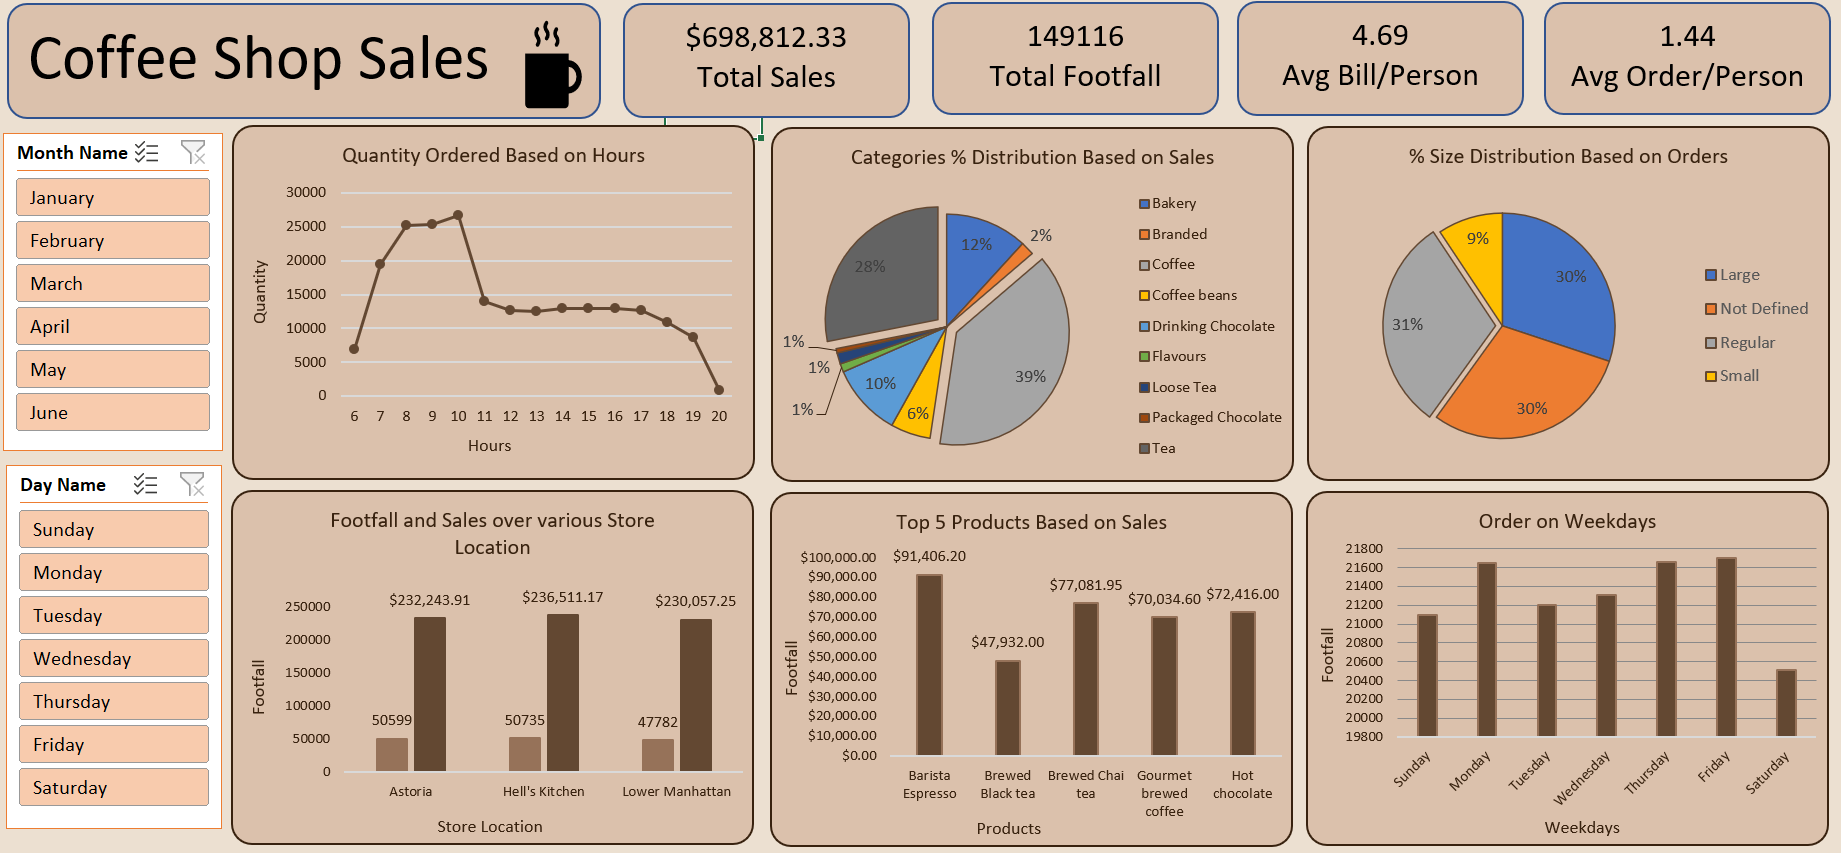 Coffee Shop Sales
$698,812.33
Total Sales
149116
Total Footfall
4.69
Avg Bill/Person
1.44
Avg Order/Person
Month Name
January
February
March
April
May
June
Day Name
Sunday
Monday
Tuesday
Wednesday
Thursday
Friday
Saturday
Quantity Ordered Based on Hours
Quantity
30000
25000
20000
15000
10000
5000
0
6 7 8 9 10 11 12 13 14 15 16 17 18 19 20
Hours
Categories % Distribution Based on Sales
12%
2%
39%
6%
10%
1%
1%
1%
28%
Bakery
Branded
Coffee
Coffee beans
Drinking Chocolate
Flavours
Loose Tea
Packaged Chocolate
Tea
% Size Distribution Based on Orders
30%
30%
31%
9%
Large
Not Defined
Regular
Small
Footfall and Sales over various Store
Location
Footfall
250000
200000
150000
100000
50000
0
$232,243.91 $236,511.17 $230,057.25
50599 50735 47782
Astoria Hell's Kitchen Lower Manhattan
Store Location
Top 5 Products Based on Sales
Footfall
$100,000.00
$90,000.00
$80,000.00
$70,000.00
$60,000.00
$50,000.00
$40,000.00
$30,000.00
$20,000.00
$10,000.00
$0.00
$91,406.20
$47,932.00
$77,081.95
$70,034.60
$72,416.00
Barista
Espresso
Brewed
Black tea
Brewed Chai
tea
Gourmet
brewed
coffee
Hot
chocolate
Products
Order on Weekdays
Footfall
21800
21600
21400
21200
21000
20800
20600
20400
20200
20000
19800
Sunday
Monday
Tuesday
Wednesday
Thursday
Friday
Saturday
Weekdays